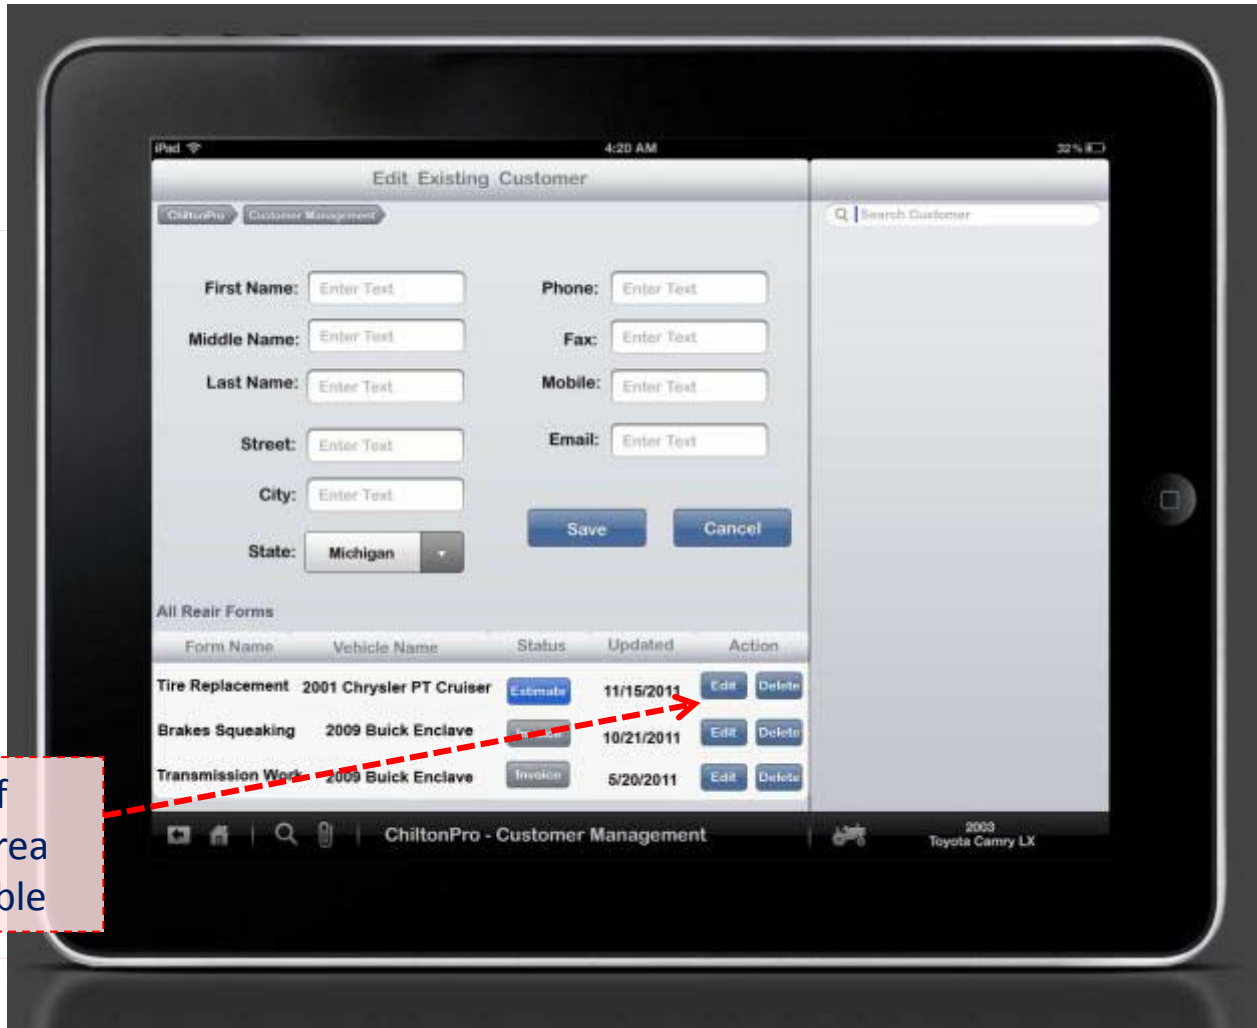 iPad 4:20 AM 32%
Edit Existing Customer
ChiltonPro Customer Management
Search Customer
First Name: Enter Text Phone: Enter Text
Middle Name: Enter Text Fax: Enter Text
Last Name: Enter Text Mobile: Enter Text
Street: Enter Text Email: Enter Text
City: Enter Text
Save Cancel
State: Michigan
All Reair Forms
Form Name Vehicle Name Status Updated Action
Tire Replacement 2001 Chrysler PT Cruiser Estimate 11/15/2011 Edit Delete
Brakes Squeaking 2009 Buick Enclave Invoice 10/21/2011 Edit Delete
Transmission Work 2009 Buick Enclave Invoice 5/20/2011 Edit Delete
ChiltonPro - Customer Management
2003
Toyota Camry LX
f
rea
ble